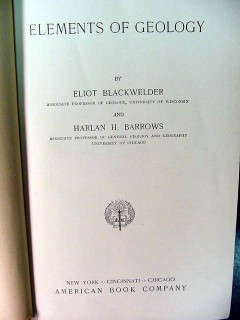 ELEMENTS OF GEOLOGY
BY
ELIOT BLACKWELDER
ASSOCIATE PROFESSOR OF GEOLOGY, UNIVERSITY OF WISCONSIN
AND
HARLAN H. BARROWS
ASSOCIATE PROFESSOR OF GENERAL GEOLOGY AND GEOGRAPHY
UNIVERSITY OF CHICAGO
NEW YORK · CINCINNATI · CHICAGO
AMERICAN BOOK COMPANY